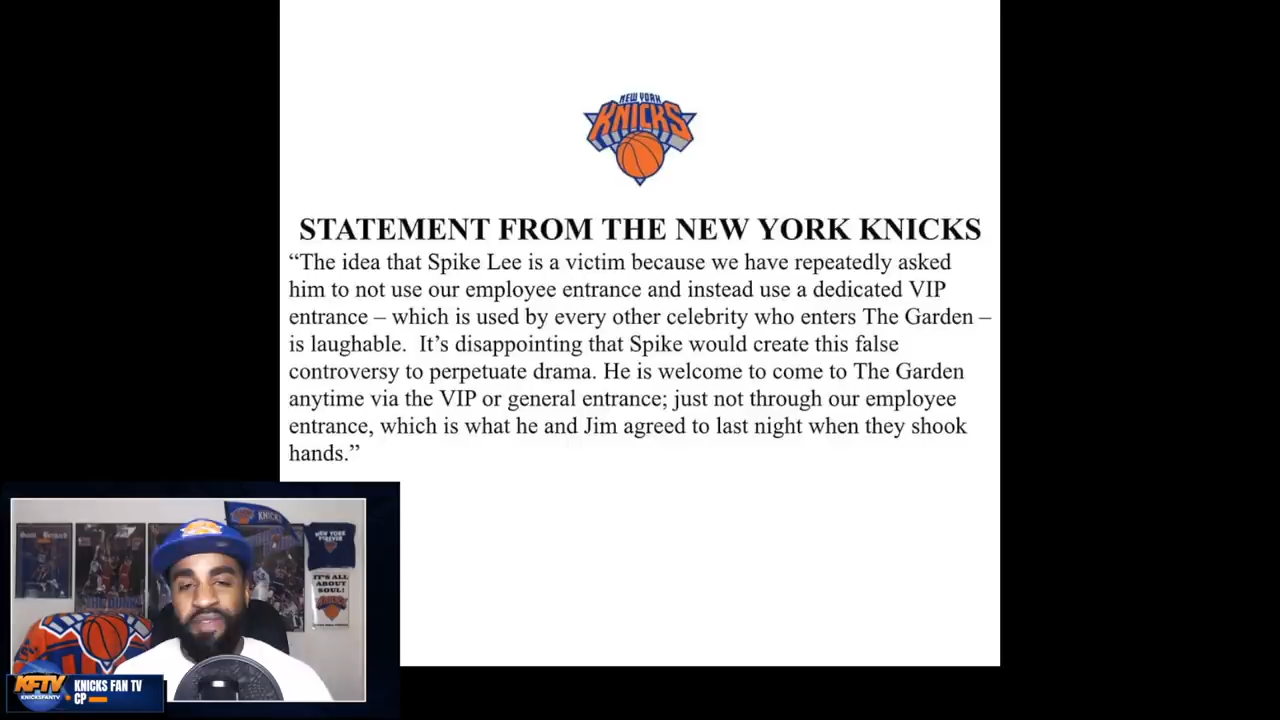 NEW YORK
KNICKS
STATEMENT FROM THE NEW YORK KNICKS
“The idea that Spike Lee is a victim because we have repeatedly asked
him to not use our employee entrance and instead use a dedicated VIP
entrance – which is used by every other celebrity who enters The Garden –
is laughable.  It’s disappointing that Spike would create this false
controversy to perpetuate drama. He is welcome to come to The Garden
anytime via the VIP or general entrance; just not through our employee
entrance, which is what he and Jim agreed to last night when they shook
hands.”
KNICKS
NEW YORK
FOREVER
IT'S ALL
ABOUT
SOUL!
KNICKS
KFTV
KNICKSFANTV
KNICKS FAN TV
CP